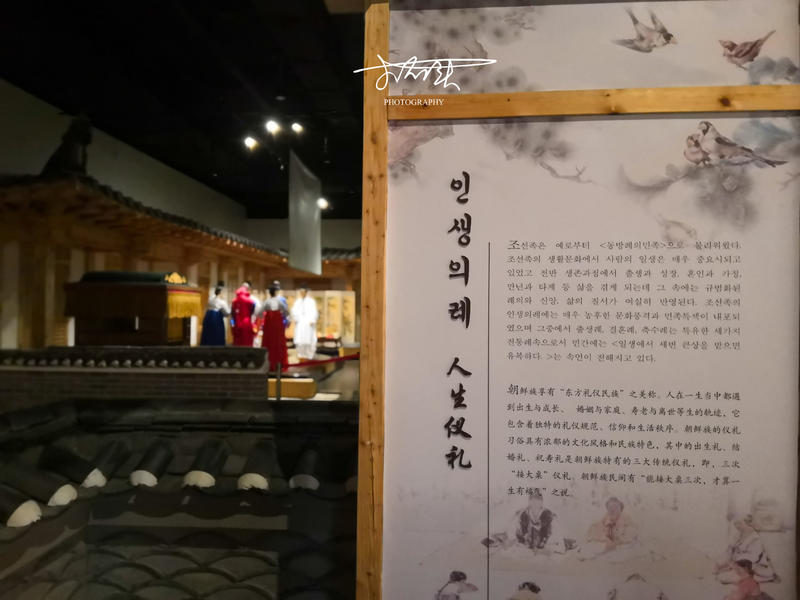 PHOTOGRAPHY
인생의례 人生仪礼
조선족은 예로부터 <동방례의민족>으로 불리워왔다.
조선족의 생활문화에서 사람의 일생은 매우 중요시되고
있었고 전반 생존과정에서 출생과 성장, 혼인과 가정,
만년과 타계 등 삶을 겪게 되는데 그 속에는 규범화된
례의와 신앙, 삶의 질서가 여실히 반영된다. 조선족의
인생의례에는 매우 농후한 문화풍격과 민족특색이 내포되
였으며 그중에서 출생례, 결혼례, 축수례는 특유한 세가지
전통례속으로서 민간에는 <일생에서 세번 큰상을 받으면
유복하다. >는 속언이 전해지고 있다.
朝鲜族享有“东方礼仪民族”之美称。人在一生当中都遇
到出生与成长、 婚姻与家庭、寿老与离世等生的轨迹，它
包含着独特的礼仪规范、信仰和生活秩序。朝鲜族的仪礼
习俗具有浓郁的文化风格和民族特色，其中的出生礼、结
婚礼、祝寿礼是朝鲜族特有的三大传统仪礼，即，三次
“接大桌”仪礼。朝鲜族民间有“能接大桌三次，才算一
生有福”之说。